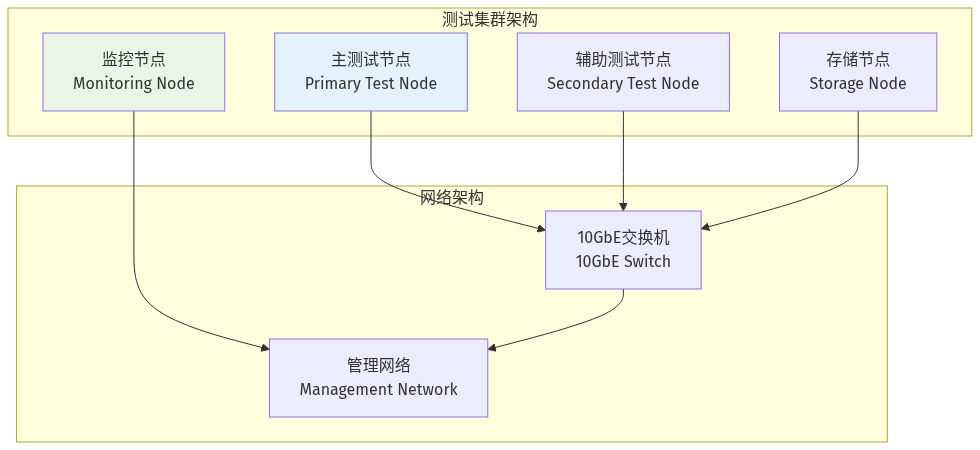 测试集群架构
监控节点
Monitoring Node
主测试节点
Primary Test Node
辅助测试节点
Secondary Test Node
存储节点
Storage Node
网络架构
10GbE交换机
10GbE Switch
管理网络
Management Network